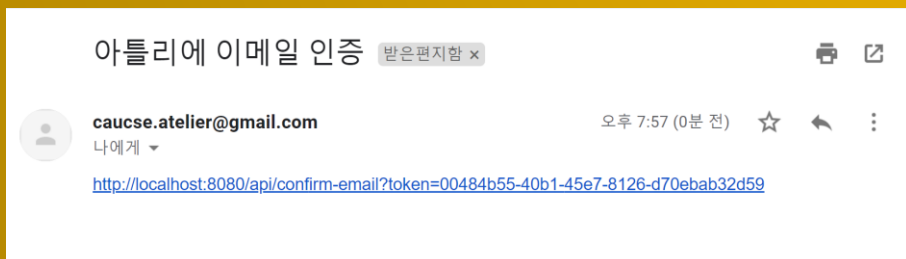 아틀리에 이메일 인증 받은편지함 ×
caucse.atelier@gmail.com 오후 7:57 (0분 전)
나에게
http://localhost:8080/api/confirm-email?token=00484b55-40b1-45e7-8126-d70ebab32d59